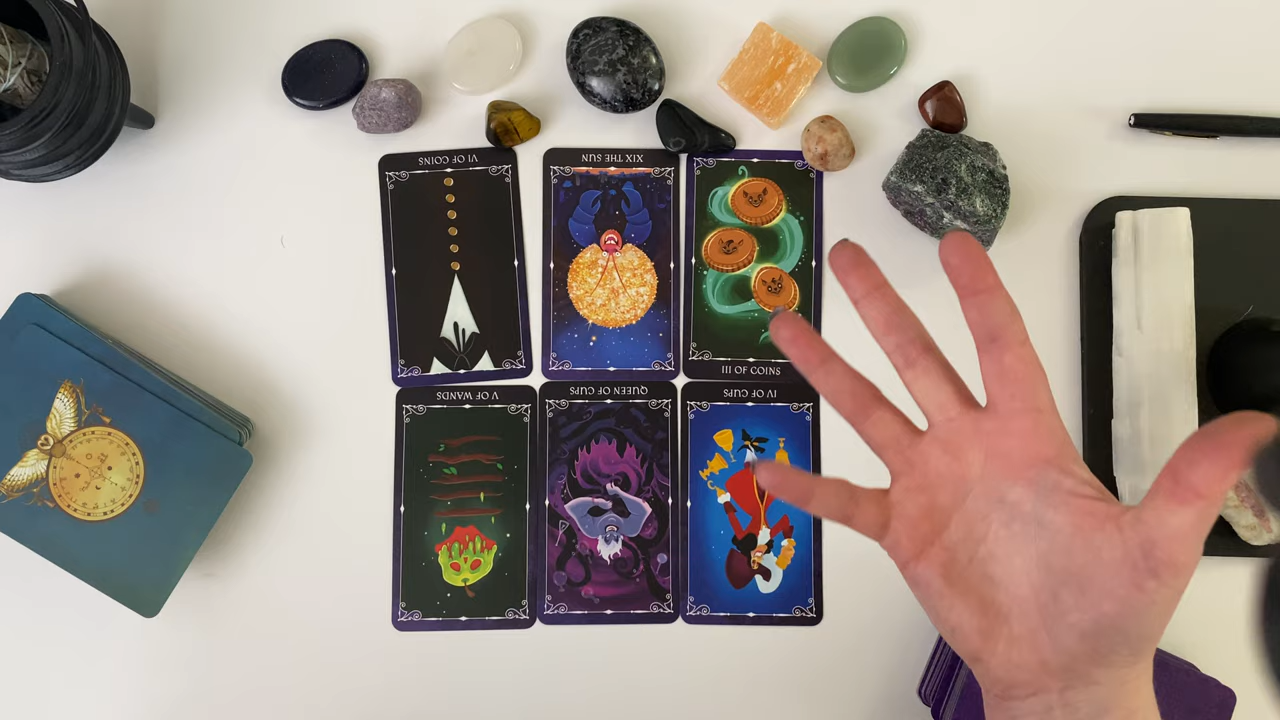 VI OF COINS
XIX THE SUN
III OF COINS
V OF WANDS
QUEEN OF CUPS
IV OF CUPS